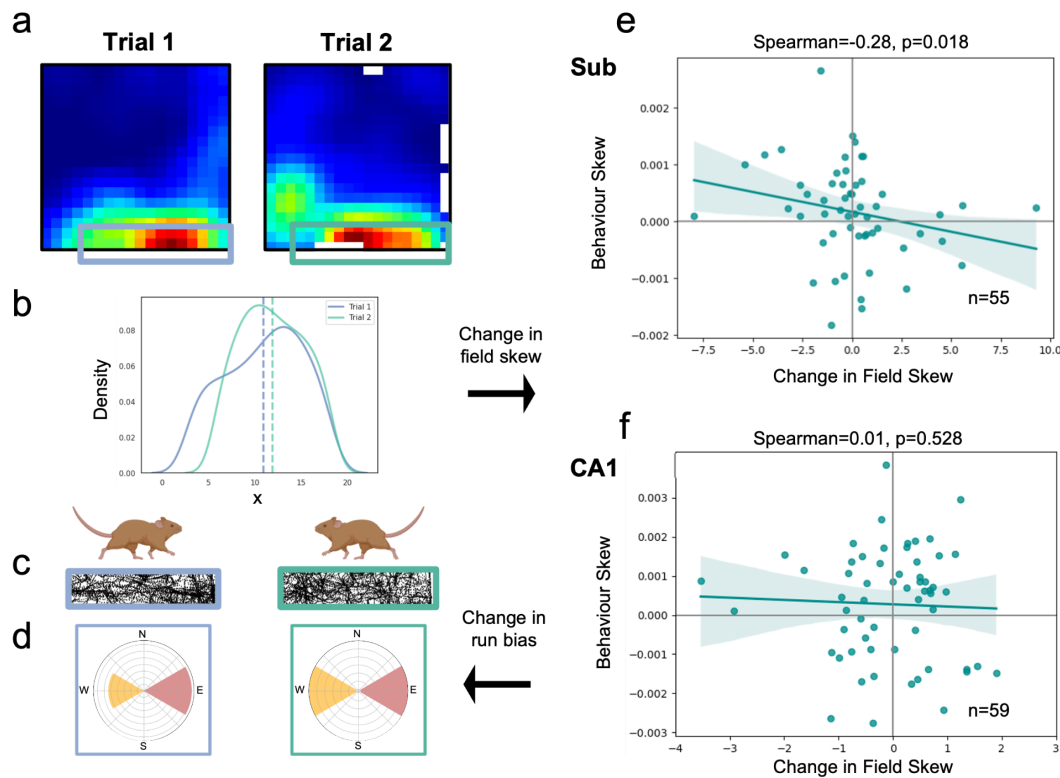 a
Trial 1
Trial 2
b
Trial 1
Trial 2
0.08
0.06
0.04
0.02
0.00
Density
0
5
10
15
20
X
Change in
field skew
c
d
N
W
E
S
N
W
E
S
Change in
run bias
e
Spearman=-0.28, p=0.018
Sub
0.002
0.001
0.000
−0.001
−0.002
Behaviour Skew
n=55
-7.5
-5.0
-2.5
0.0
2.5
5.0
7.5
10.0
Change in Field Skew
f
Spearman=0.01, p=0.528
CA1
0.003
0.002
0.001
0.000
−0.001
−0.002
−0.003
Behaviour Skew
n=59
−4
−3
−2
−1
0
1
2
3
Change in Field Skew